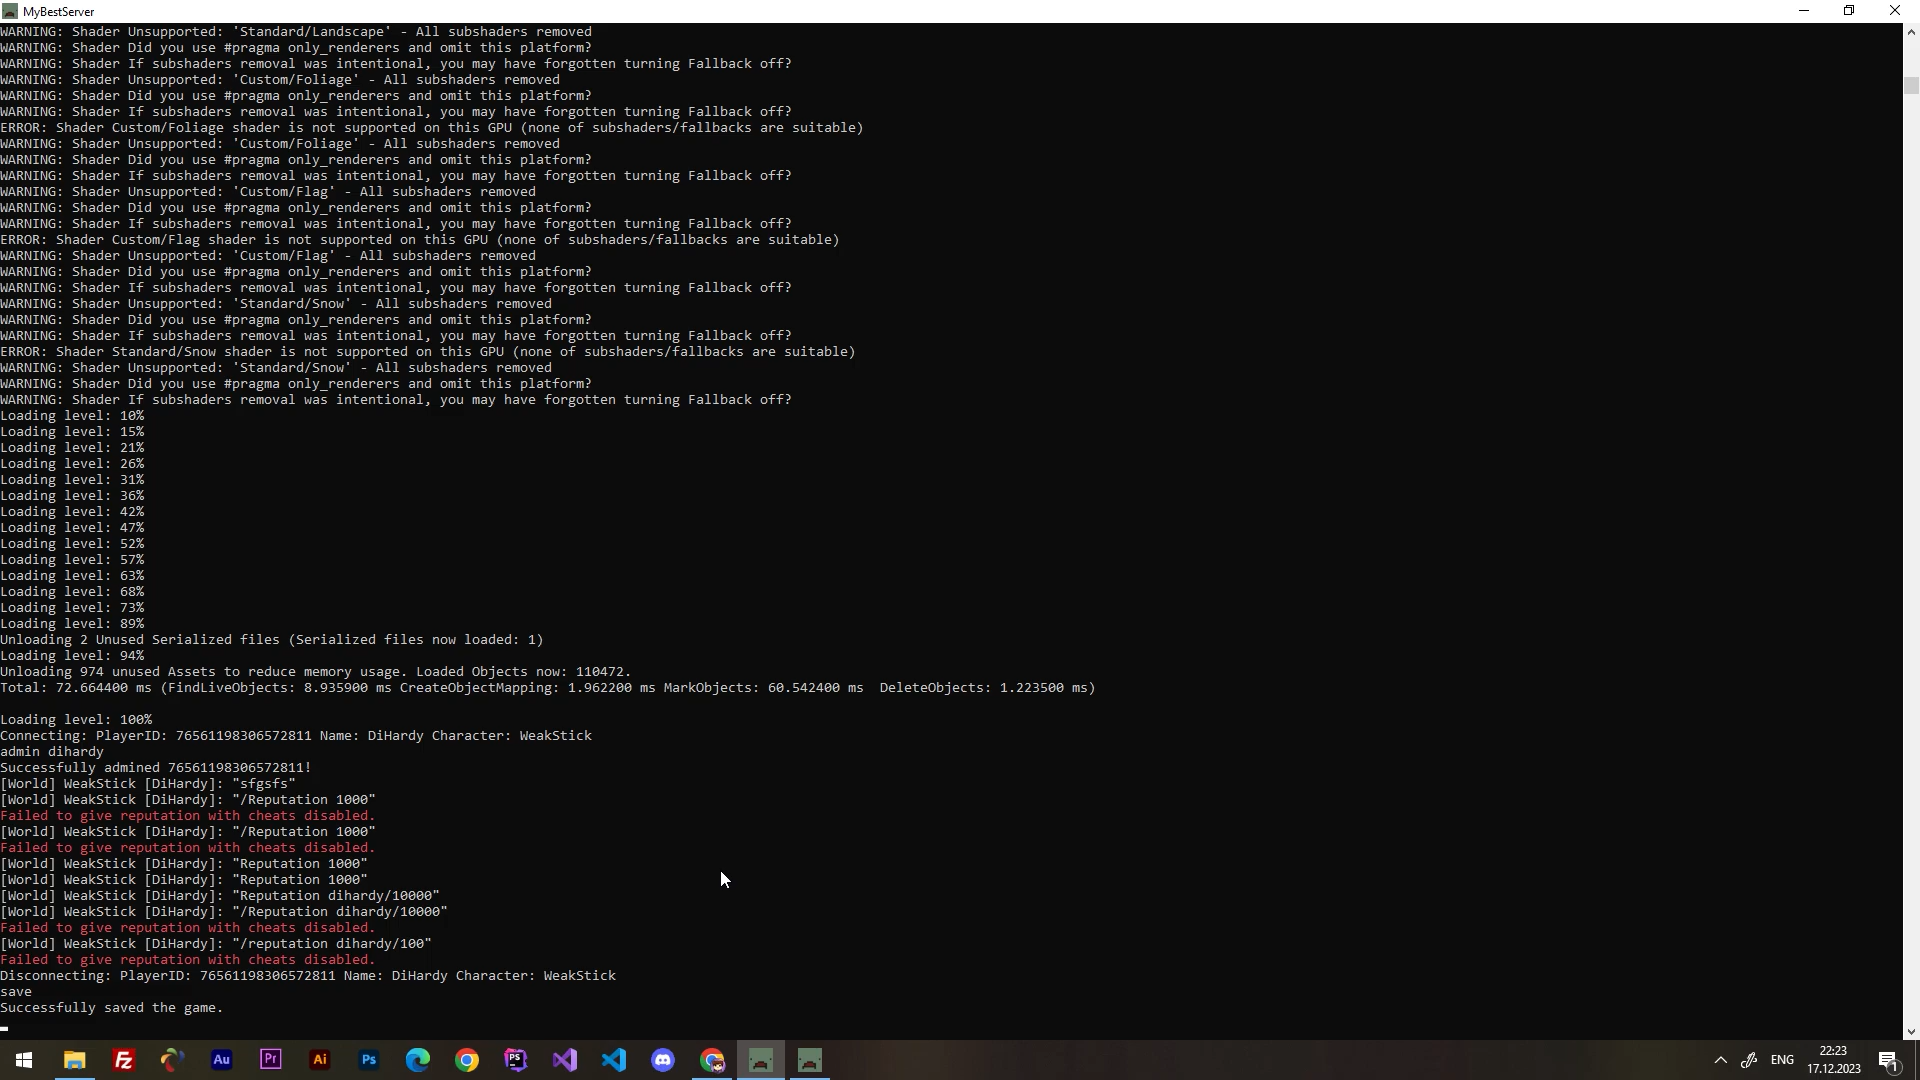 MyBestServer
WARNING: Shader Unsupported: 'Standard/Landscape' - All subshaders removed
WARNING: Shader Did you use #pragma only_renderers and omit this platform?
WARNING: Shader If subshaders removal was intentional, you may have forgotten turning Fallback off?
WARNING: Shader Unsupported: 'Custom/Foliage' - All subshaders removed
WARNING: Shader Did you use #pragma only_renderers and omit this platform?
WARNING: Shader If subshaders removal was intentional, you may have forgotten turning Fallback off?
ERROR: Shader Custom/Foliage shader is not supported on this GPU (none of subshaders/fallbacks are suitable)
WARNING: Shader Unsupported: 'Custom/Foliage' - All subshaders removed
WARNING: Shader Did you use #pragma only_renderers and omit this platform?
WARNING: Shader If subshaders removal was intentional, you may have forgotten turning Fallback off?
WARNING: Shader Unsupported: 'Custom/Flag' - All subshaders removed
WARNING: Shader Did you use #pragma only_renderers and omit this platform?
WARNING: Shader If subshaders removal was intentional, you may have forgotten turning Fallback off?
ERROR: Shader Custom/Flag shader is not supported on this GPU (none of subshaders/fallbacks are suitable)
WARNING: Shader Unsupported: 'Custom/Flag' - All subshaders removed
WARNING: Shader Did you use #pragma only_renderers and omit this platform?
WARNING: Shader If subshaders removal was intentional, you may have forgotten turning Fallback off?
WARNING: Shader Unsupported: 'Standard/Snow' - All subshaders removed
WARNING: Shader Did you use #pragma only_renderers and omit this platform?
WARNING: Shader If subshaders removal was intentional, you may have forgotten turning Fallback off?
ERROR: Shader Standard/Snow shader is not supported on this GPU (none of subshaders/fallbacks are suitable)
WARNING: Shader Unsupported: 'Standard/Snow' - All subshaders removed
WARNING: Shader Did you use #pragma only_renderers and omit this platform?
WARNING: Shader If subshaders removal was intentional, you may have forgotten turning Fallback off?
Loading level: 10%
Loading level: 15%
Loading level: 21%
Loading level: 26%
Loading level: 31%
Loading level: 36%
Loading level: 42%
Loading level: 47%
Loading level: 52%
Loading level: 57%
Loading level: 63%
Loading level: 68%
Loading level: 73%
Loading level: 89%
Unloading 2 Unused Serialized files (Serialized files now loaded: 1)
Loading level: 94%
Unloading 974 unused Assets to reduce memory usage. Loaded Objects now: 110472.
Total: 72.664400 ms (FindLiveObjects: 8.935900 ms CreateObjectMapping: 1.962200 ms MarkObjects: 60.542400 ms  DeleteObjects: 1.223500 ms)
Loading level: 100%
Connecting: PlayerID: 76561198306572811 Name: DiHardy Character: WeakStick
admin dihardy
Successfully admined 76561198306572811!
[World] WeakStick [DiHardy]: "sfgsfs"
[World] WeakStick [DiHardy]: "/Reputation 1000"
Failed to give reputation with cheats disabled.
[World] WeakStick [DiHardy]: "/Reputation 1000"
Failed to give reputation with cheats disabled.
[World] WeakStick [DiHardy]: "Reputation 1000"
[World] WeakStick [DiHardy]: "Reputation 1000"
[World] WeakStick [DiHardy]: "Reputation dihardy/10000"
[World] WeakStick [DiHardy]: "/Reputation dihardy/10000"
Failed to give reputation with cheats disabled.
[World] WeakStick [DiHardy]: "/reputation dihardy/100"
Failed to give reputation with cheats disabled.
Disconnecting: PlayerID: 76561198306572811 Name: DiHardy Character: WeakStick
save
Successfully saved the game.
Fz Au Pr Ai Ps PS ENG 22:23
17.12.2023 1